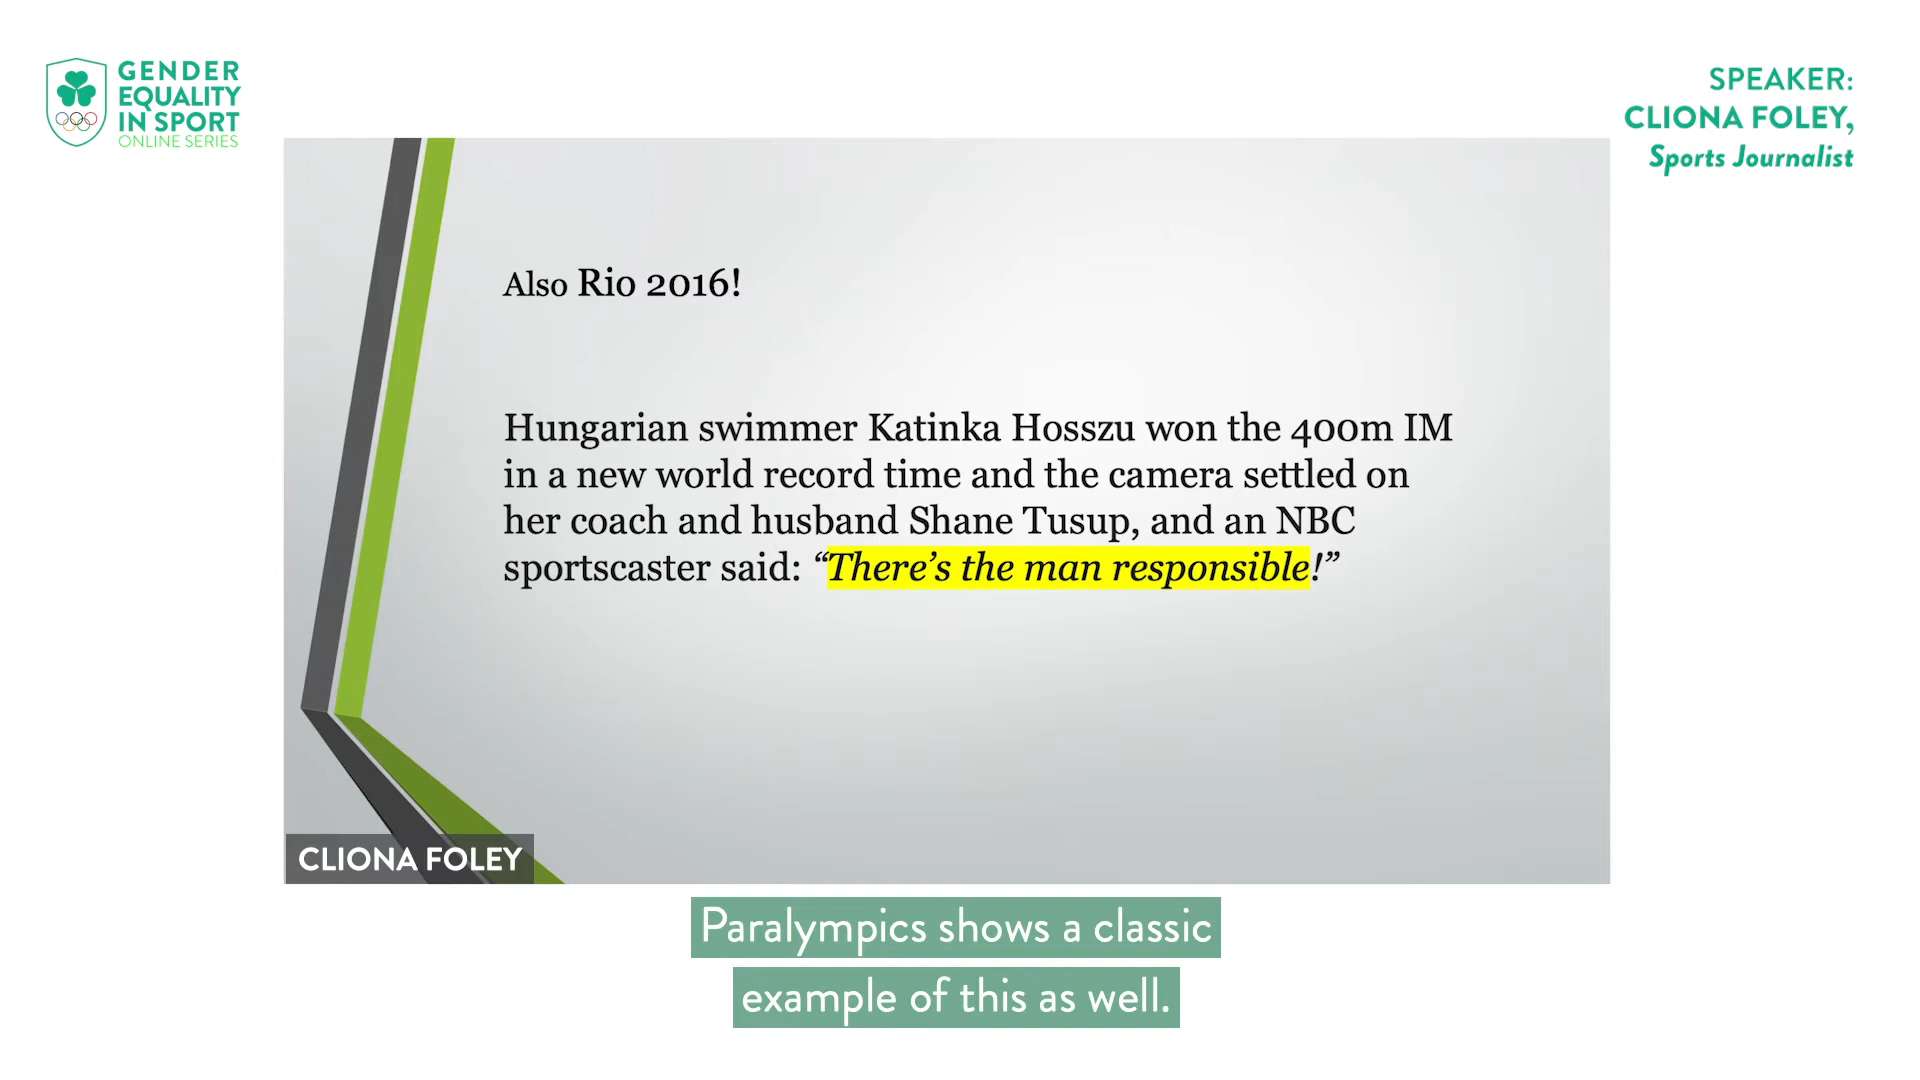 GENDER
EQUALITY
IN SPORT
ONLINE SERIES
SPEAKER:
CLIONA FOLEY,
Sports Journalist
Also Rio 2016!
Hungarian swimmer Katinka Hosszu won the 400m IM
in a new world record time and the camera settled on
her coach and husband Shane Tusup, and an NBC
sportscaster said: “There’s the man responsible!”
CLIONA FOLEY
Paralympics shows a classic
example of this as well.